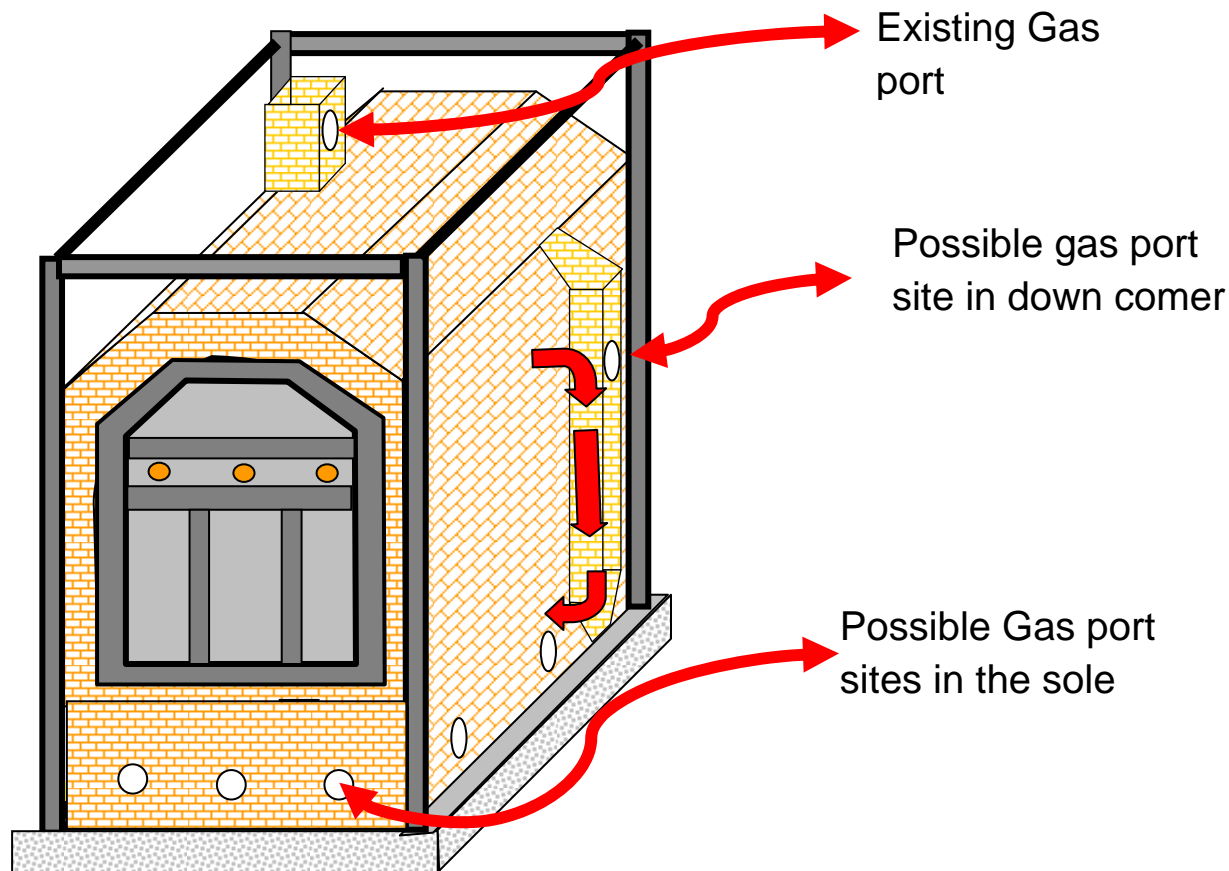 Existing Gas
port
Possible gas port
site in down comer
Possible Gas port
sites in the sole